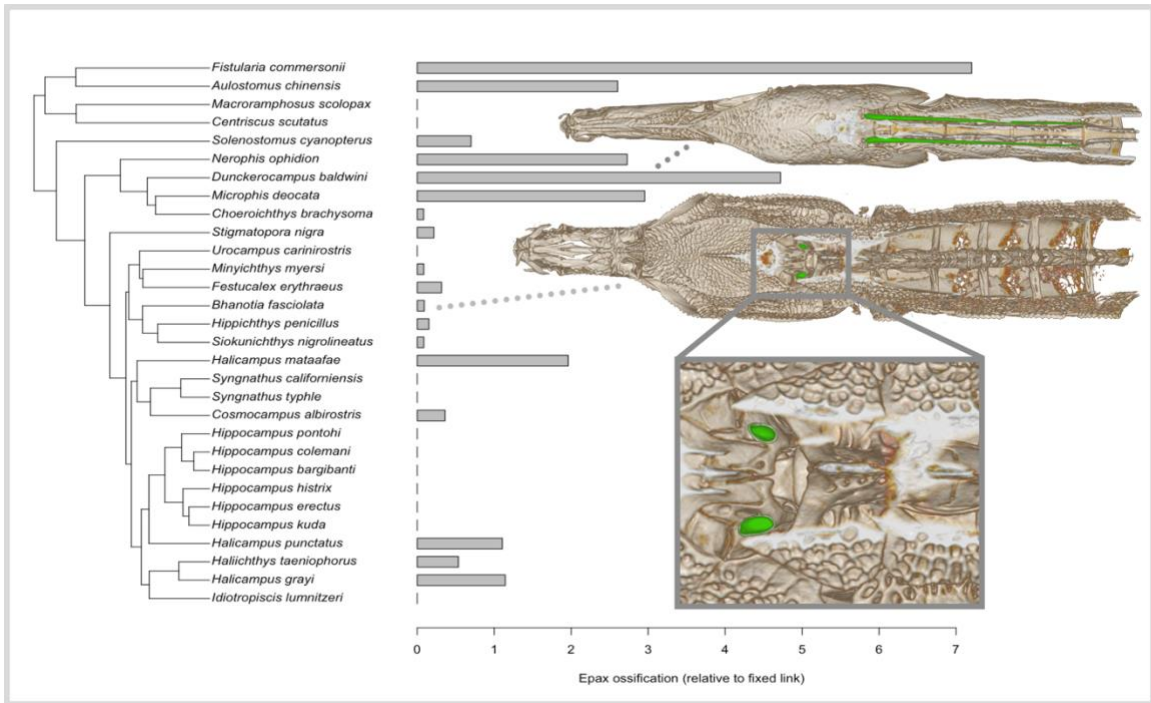 Fistularia commersonii
Aulostomus chinensis
Macroramphosus scolopax
Centriscus scutatus
Solenostomus cyanopterus
Nerophis ophidion
Dunckerocampus baldwini
Microphis deocata
Choeroichthys brachysoma
Stigmatopora nigra
Urocampus carinirostris
Minyichthys myersi
Festucalex erythraeus
Bhanotia fasciolata
Hippichthys penicillus
Siokunichthys nigrolineatus
Halicampus mataafae
Syngnathus californiensis
Syngnathus typhle
Cosmocampus albirostris
Hippocampus pontohi
Hippocampus colemani
Hippocampus bargibanti
Hippocampus histrix
Hippocampus erectus
Hippocampus kuda
Halicampus punctatus
Haliichthys taeniophorus
Halicampus grayi
Idiotropiscis lumnitzeri
0 1 2 3 4 5 6 7
Epax ossification (relative to fixed link)